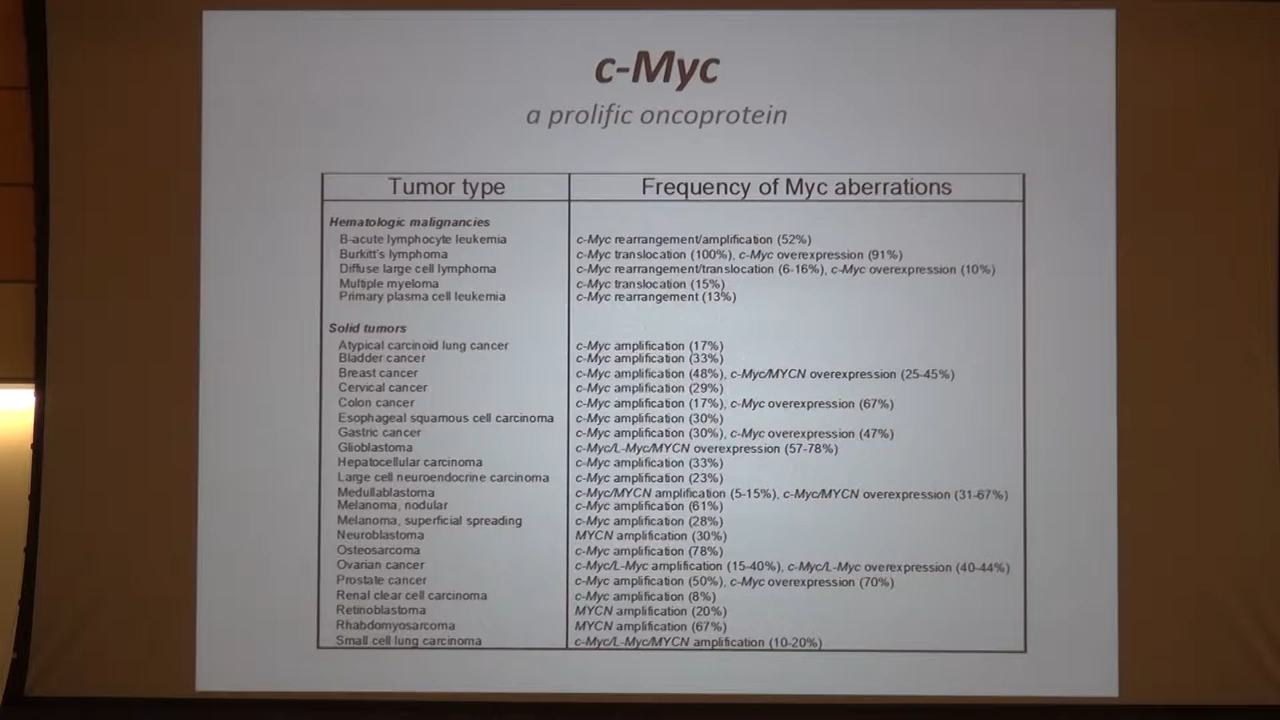 c-Myc
a prolific oncoprotein
Tumor type Frequency of Myc aberrations
Hematologic malignancies
B-acute lymphocyte leukemia c-Myc rearrangement/amplification (52%)
Burkitt's lymphoma c-Myc translocation (100%), c-Myc overexpression (91%)
Diffuse large cell lymphoma c-Myc rearrangement/translocation (6-16%), c-Myc overexpression (10%)
Multiple myeloma c-Myc translocation (15%)
Primary plasma cell leukemia c-Myc rearrangement (13%)
Solid tumors
Atypical carcinoid lung cancer c-Myc amplification (17%)
Bladder cancer c-Myc amplification (33%)
Breast cancer c-Myc amplification (48%), c-Myc/MYCN overexpression (25-45%)
Cervical cancer c-Myc amplification (29%)
Colon cancer c-Myc amplification (17%), c-Myc overexpression (67%)
Esophageal squamous cell carcinoma c-Myc amplification (30%)
Gastric cancer c-Myc amplification (30%), c-Myc overexpression (47%)
Glioblastoma c-Myc/L-Myc/MYCN overexpression (57-78%)
Hepatocellular carcinoma c-Myc amplification (33%)
Large cell neuroendocrine carcinoma c-Myc amplification (23%)
Medullablastoma c-Myc/MYCN amplification (5-15%), c-Myc/MYCN overexpression (31-67%)
Melanoma, nodular c-Myc amplification (61%)
Melanoma, superficial spreading c-Myc amplification (28%)
Neuroblastoma MYCN amplification (30%)
Osteosarcoma c-Myc amplification (78%)
Ovarian cancer c-Myc/L-Myc amplification (15-40%), c-Myc/L-Myc overexpression (40-44%)
Prostate cancer c-Myc amplification (50%), c-Myc overexpression (70%)
Renal clear cell carcinoma c-Myc amplification (8%)
Retinoblastoma MYCN amplification (20%)
Rhabdomyosarcoma MYCN amplification (67%)
Small cell lung carcinoma c-Myc/L-Myc/MYCN amplification (10-20%)